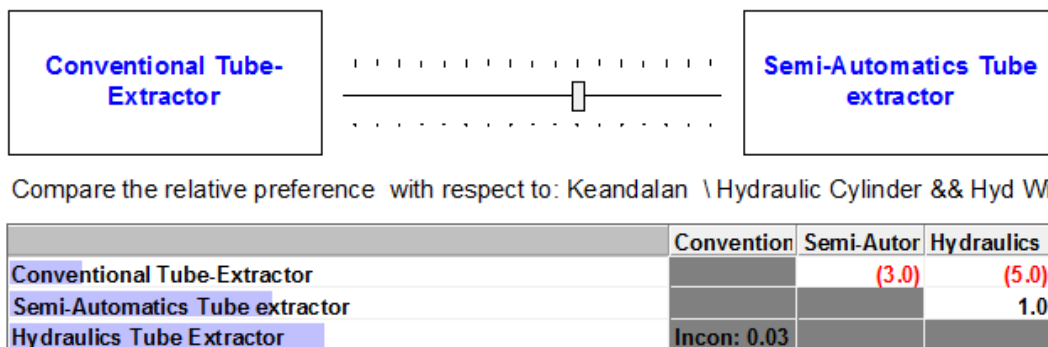 Conventional Tube-
Extractor
Semi-Automatics Tube
extractor
Compare the relative preference with respect to: Keandalan \ Hydraulic Cylinder && Hyd
Convention Semi-Autor Hydraulics
Conventional Tube-Extractor (3.0) (5.0)
Semi-Automatics Tube extractor 1.0
Hydraulics Tube Extractor Incon: 0.03